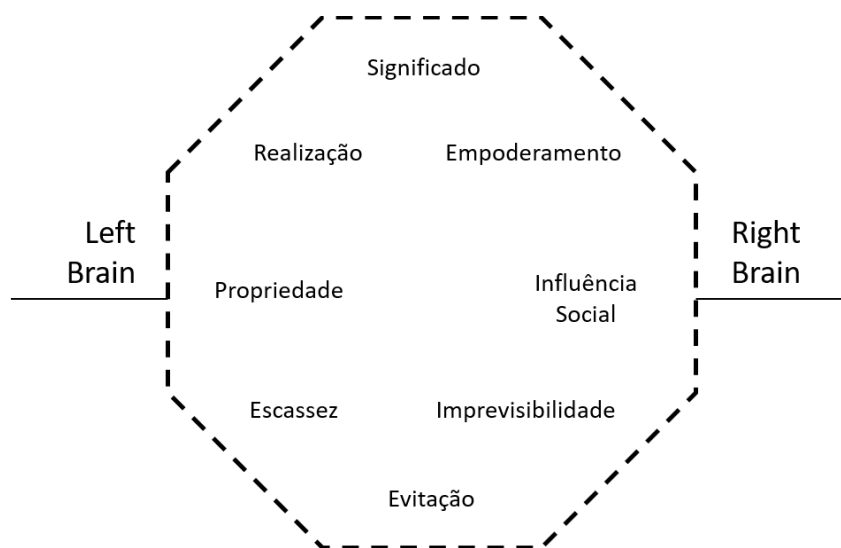 Significado
Realização
Empoderamento
Left
Brain
Right
Brain
Propriedade
Influência
Social
Escassez
Imprevisibilidade
Evitação